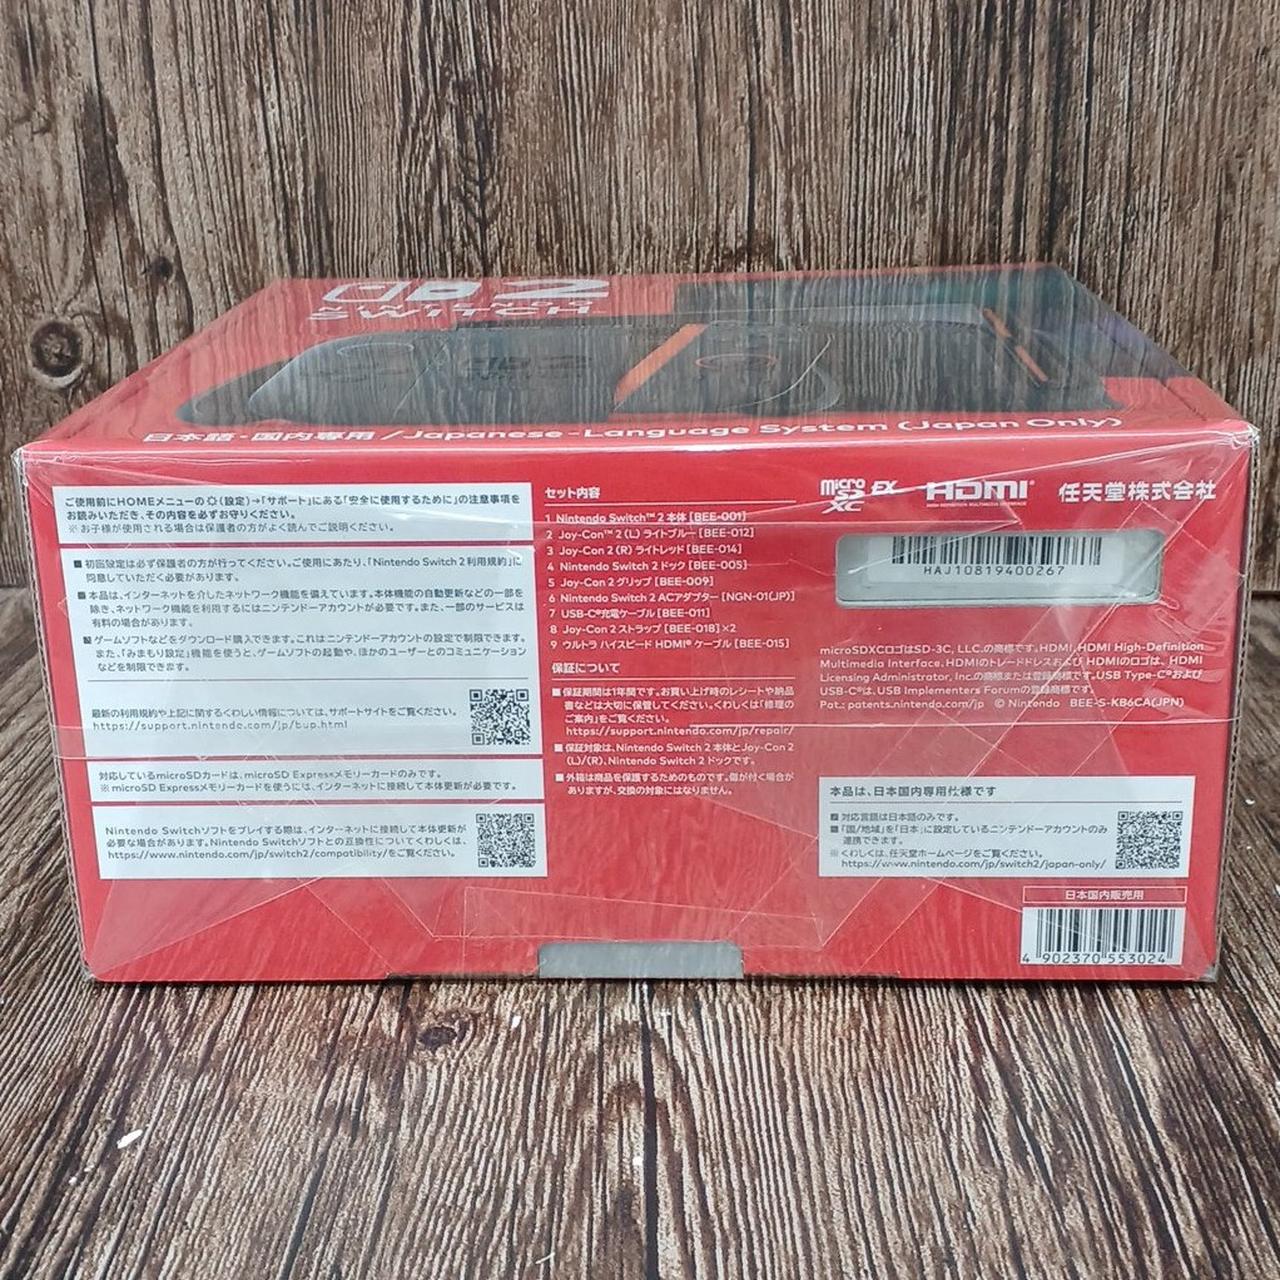 2
NINTENDO
SWITCH
日本語・国内専用 / Japanese-Language System (Japan Only)
ご使用前にHOMEメニューの(設定)→「サポート」にある「安全に使用するために」の注意事項を
お読みいただき、その内容を必ずお守りください。
※ お子様が使用される場合は保護者の方がよく読んでご説明ください。
■ 初回設定は必ず保護者の方が行ってください。ご使用にあたり、「Nintendo Switch 2利用規約」に
同意していただく必要があります。
■ 本品は、インターネットを介したネットワーク機能を備えています。本体機能の自動更新などの一部を
除き、ネットワーク機能を利用するにはニンテンドーアカウントが必要です。また、一部のサービスは
有料の場合があります。
■ ゲームソフトなどをダウンロード購入できます。これはニンテンドーアカウントの設定で制限できます。
また、「みまもり設定」機能を使うと、ゲームソフトの起動や、ほかのユーザーとのコミュニケーション
などを制限できます。
最新の利用規約や上記に関するくわしい情報については、サポートサイトをご覧ください。
https://support.nintendo.com/jp/bup.html
対応しているmicroSDカードは、microSD Expressメモリーカードのみです。
※ microSD Expressメモリーカードを使うには、インターネットに接続して本体更新が必要です。
Nintendo Switchソフトをプレイする際は、インターネットに接続して本体更新が
必要な場合があります。Nintendo Switchソフトとの互換性についてくわしくは、
https://www.nintendo.com/jp/switch2/compatibility/をご覧ください。
セット内容
1 Nintendo Switch™ 2 本体 [BEE-001]
2 Joy-Con™ 2 (L) ライトブルー [BEE-012]
3 Joy-Con 2 (R) ライトレッド [BEE-014]
4 Nintendo Switch 2 ドック [BEE-005]
5 Joy-Con 2 グリップ [BEE-009]
6 Nintendo Switch 2 ACアダプター [NGN-01(JP)]
7 USB-C®充電ケーブル [BEE-011]
8 Joy-Con 2 ストラップ [BEE-018]×2
9 ウルトラ ハイスピード HDMI® ケーブル [BEE-015]
保証について
■ 保証期間は1年間です。お買い上げ時のレシートや納品
書などは大切に保管してください。くわしくは「修理の
ご案内」をご覧ください。
https://support.nintendo.com/jp/repair/
■ 保証対象は、Nintendo Switch 2 本体とJoy-Con 2
(L)/(R)、Nintendo Switch 2 ドックです。
■ 外箱は商品を保護するためのものです。傷が付く場合が
ありますが、交換の対象にはなりません。
micro
SD
XC
EX
HDMI®
HIGH-DEFINITION MULTIMEDIA INTERFACE
任天堂株式会社
HAJ10819400267
microSDXCロゴはSD-3C, LLC.の商標です。HDMI、HDMI High-Definition
Multimedia Interface、HDMIのトレードドレスおよび HDMIのロゴは、HDMI
Licensing Administrator, Inc.の商標または登録商標です。USB Type-C®および
USB-C®は、USB Implementers Forumの登録商標です。
Pat.: patents.nintendo.com/jp © Nintendo BEE-S-KB6CA(JPN)
本品は、日本国内専用仕様です
■ 対応言語は日本語のみです。
■ 「国/地域」を「日本」に設定しているニンテンドーアカウントのみ
連携できます。
※ くわしくは、任天堂ホームページをご覧ください。
https://www.nintendo.com/jp/switch2/japan-only/
日本国内販売用
4 902370 553024